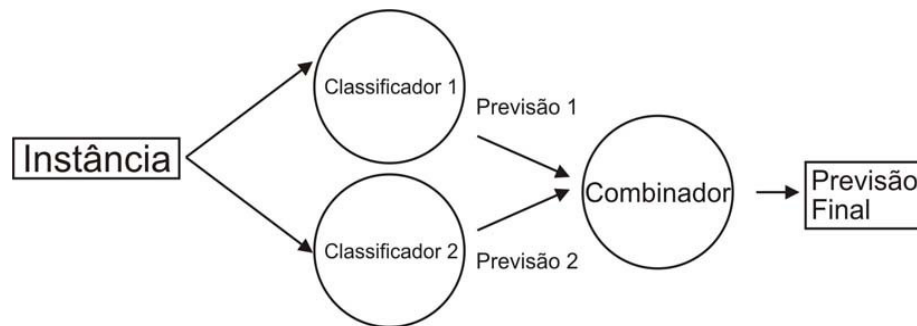 Instância
Classificador 1
Previsão 1
Classificador 2
Previsão 2
Combinador
Previsão
Final